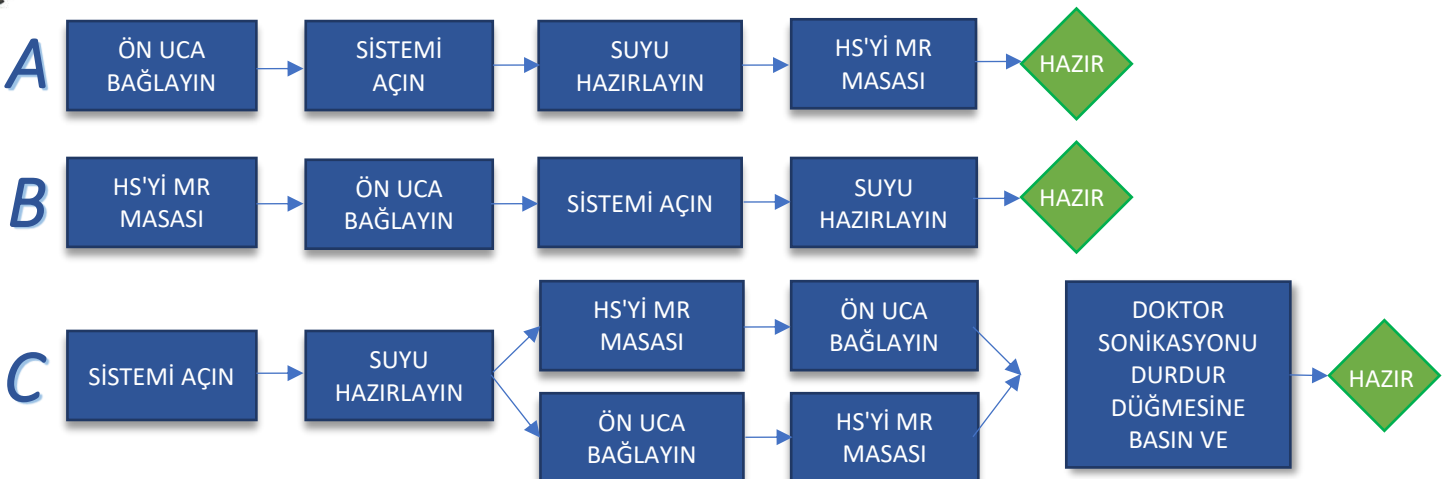 A
ÖN UCA
BAĞLAYIN
SİSTEMİ
AÇIN
SUYU
HAZIRLAYIN
HS'Yİ MR
MASASI
HAZIR
B
HS'Yİ MR
MASASI
ÖN UCA
BAĞLAYIN
SİSTEMİ AÇIN
SUYU
HAZIRLAYIN
HAZIR
C
SİSTEMİ AÇIN
SUYU
HAZIRLAYIN
HS'Yİ MR
MASASI
ÖN UCA
BAĞLAYIN
ÖN UCA
BAĞLAYIN
HS'Yİ MR
MASASI
DOKTOR
SONİKASYONU
DURDUR
DÜĞMESİNE
BASIN VE
HAZIR